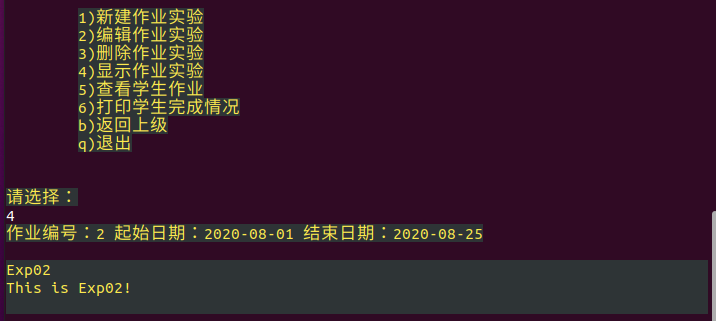 1)新建作业实验
2)编辑作业实验
3)删除作业实验
4)显示作业实验
5)查看学生作业
6)打印学生完成情况
b)返回上级
q)退出
请选择：
4
作业编号：2 起始日期：2020-08-01 结束日期：2020-08-25
Exp02
This is Exp02!